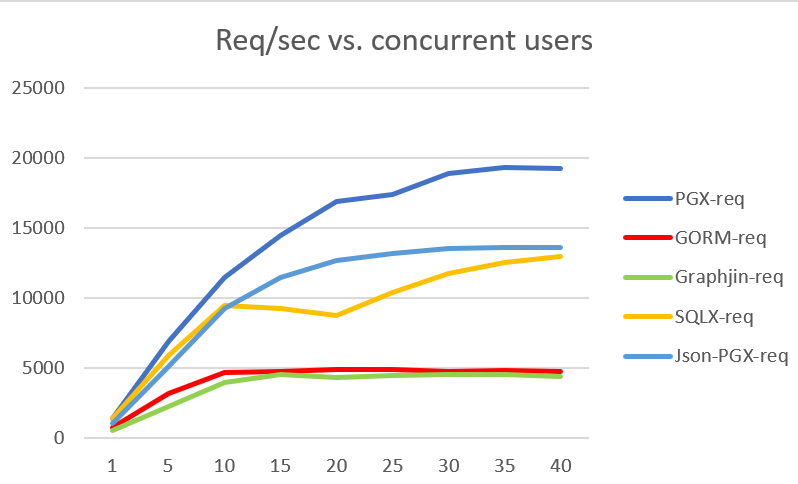 Req/sec vs. concurrent users
25000
20000
15000
10000
5000
0
1 5 10 15 20 25 30 35 40
PGX-req
GORM-req
Graphjin-req
SQLX-req
Json-PGX-req